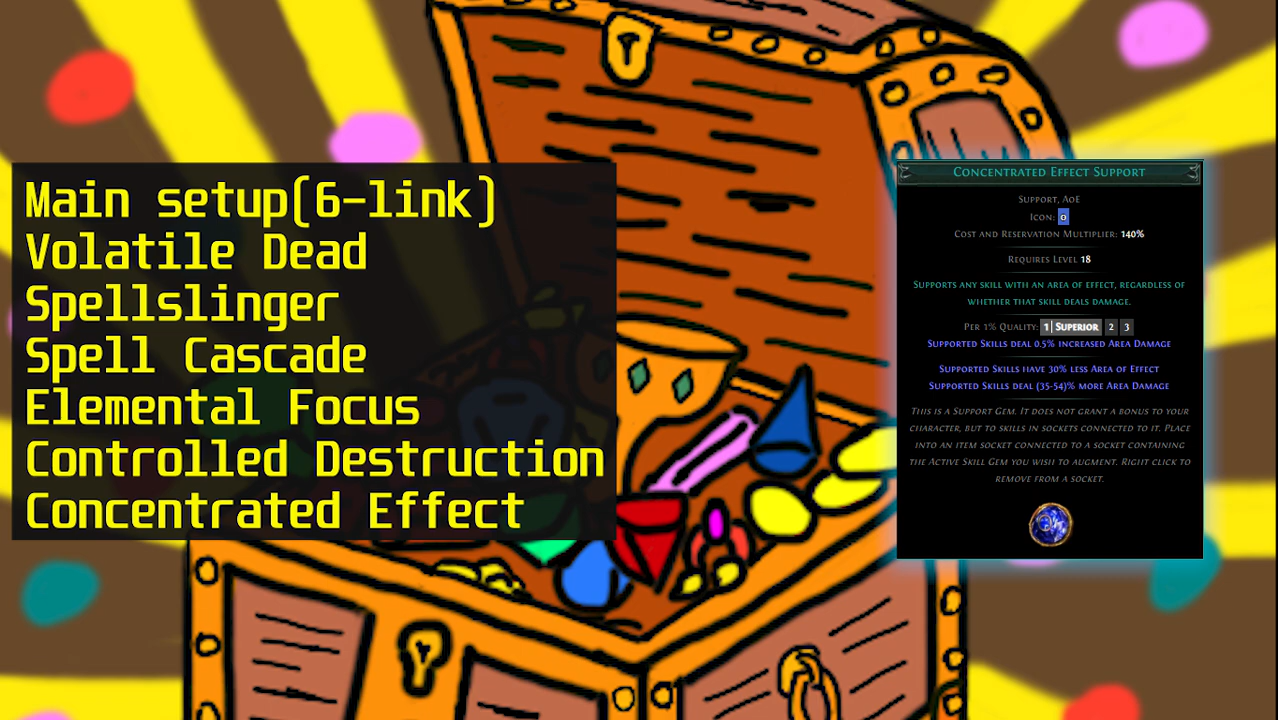 Main setup(6-link)
Volatile Dead
Spellslinger
Spell Cascade
Elemental Focus
Controlled Destruction
Concentrated Effect
Concentrated Effect Support
Support, AoE
Icon: o
Cost and Reservation Multiplier: 140%
Requires Level 18
Supports any skill with an area of effect, regardless of
whether that skill deals damage.
Per 1% Quality: 1 | Superior 2 3
Supported Skills deal 0.5% increased Area Damage
Supported Skills have 30% less Area of Effect
Supported Skills deal (35-54)% more Area Damage
This is a Support Gem. It does not grant a bonus to your
character, but to skills in sockets connected to it. Place
into an item socket connected to a socket containing
the Active Skill Gem you wish to augment. Right click to
remove from a socket.